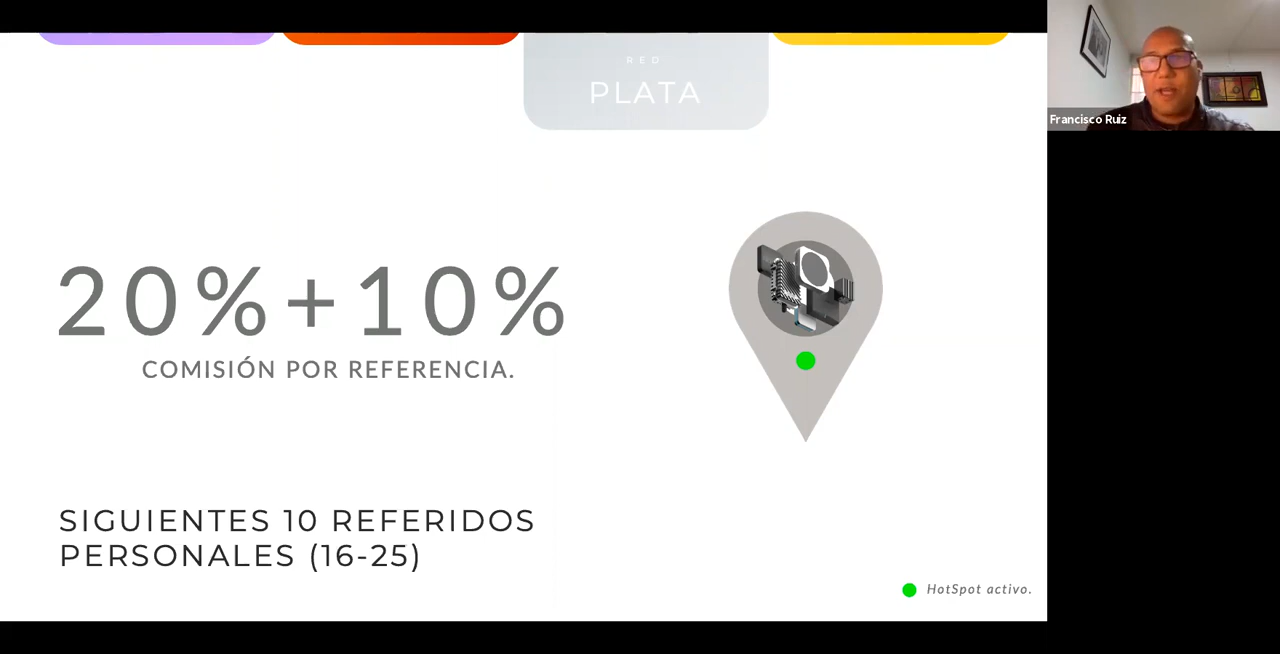 RED
PLATA
Francisco Ruiz
20%+10%
COMISIÓN POR REFERENCIA.
SIGUIENTES 10 REFERIDOS
PERSONALES (16-25)
HotSpot activo.